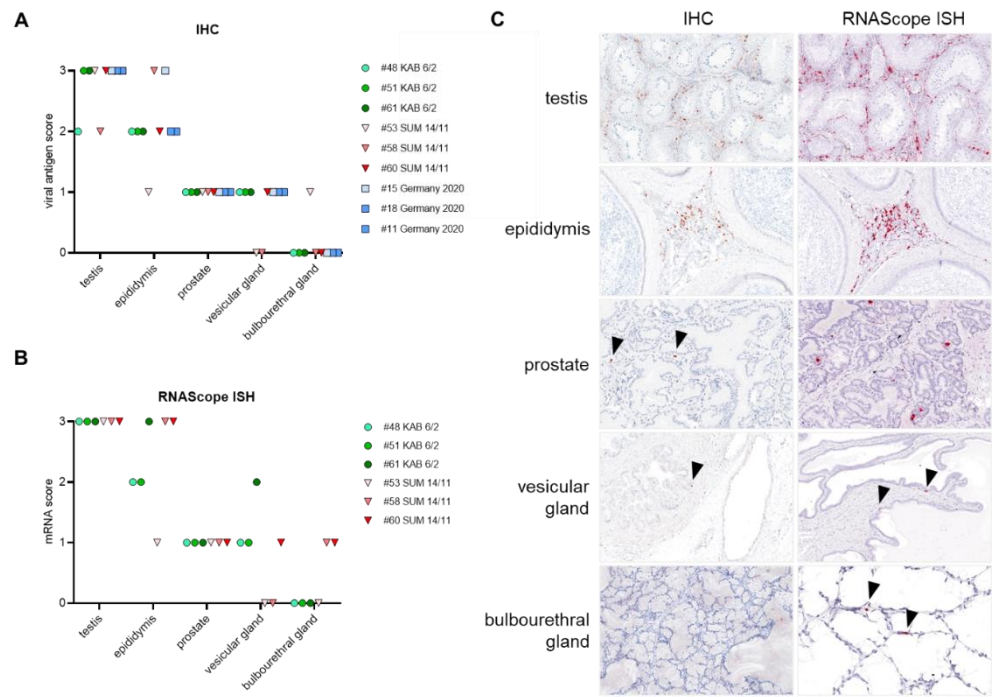 A
IHC
viral antigen score
3
2
1
0
testis
epididymis
prostate
vesicular gland
bulbourethral gland
#48 KAB 6/2
#51 KAB 6/2
#61 KAB 6/2
#53 SUM 14/11
#58 SUM 14/11
#60 SUM 14/11
#15 Germany 2020
#18 Germany 2020
#11 Germany 2020
B
RNAScope ISH
mRNA score
3
2
1
0
testis
epididymis
prostate
vesicular gland
bulbourethral gland
#48 KAB 6/2
#51 KAB 6/2
#61 KAB 6/2
#53 SUM 14/11
#58 SUM 14/11
#60 SUM 14/11
C
IHC
RNAScope ISH
testis
epididymis
prostate
vesicular
gland
bulbourethral
gland